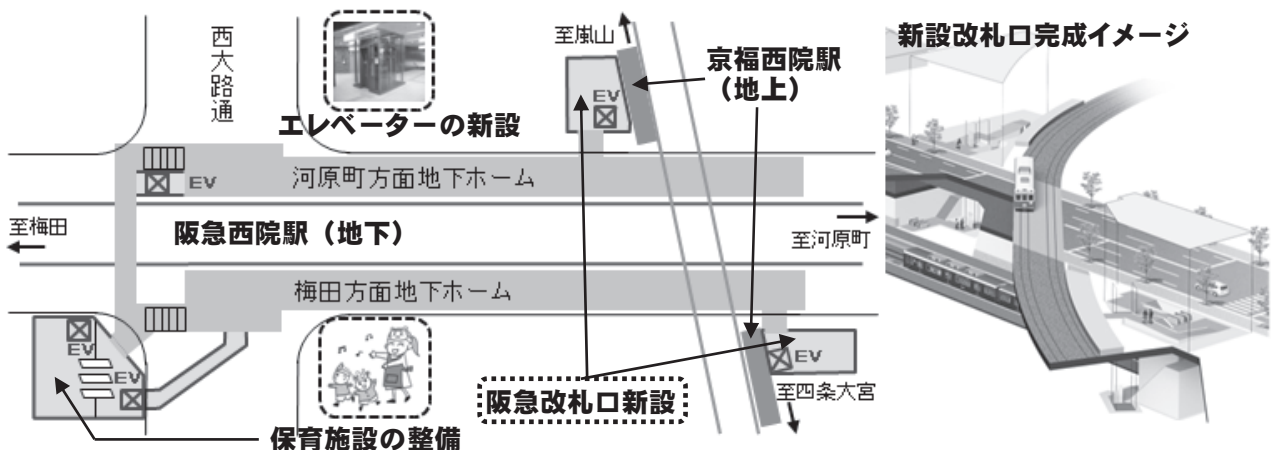 西大路通
エレベーターの新設
至嵐山
EV
京福西院駅
(地上)
新設改札口完成イメージ
EV
河原町方面地下ホーム
至梅田
阪急西院駅(地下)
至河原町
梅田方面地下ホーム
EV
EV
EV
至四条大宮
阪急改札口新設
保育施設の整備